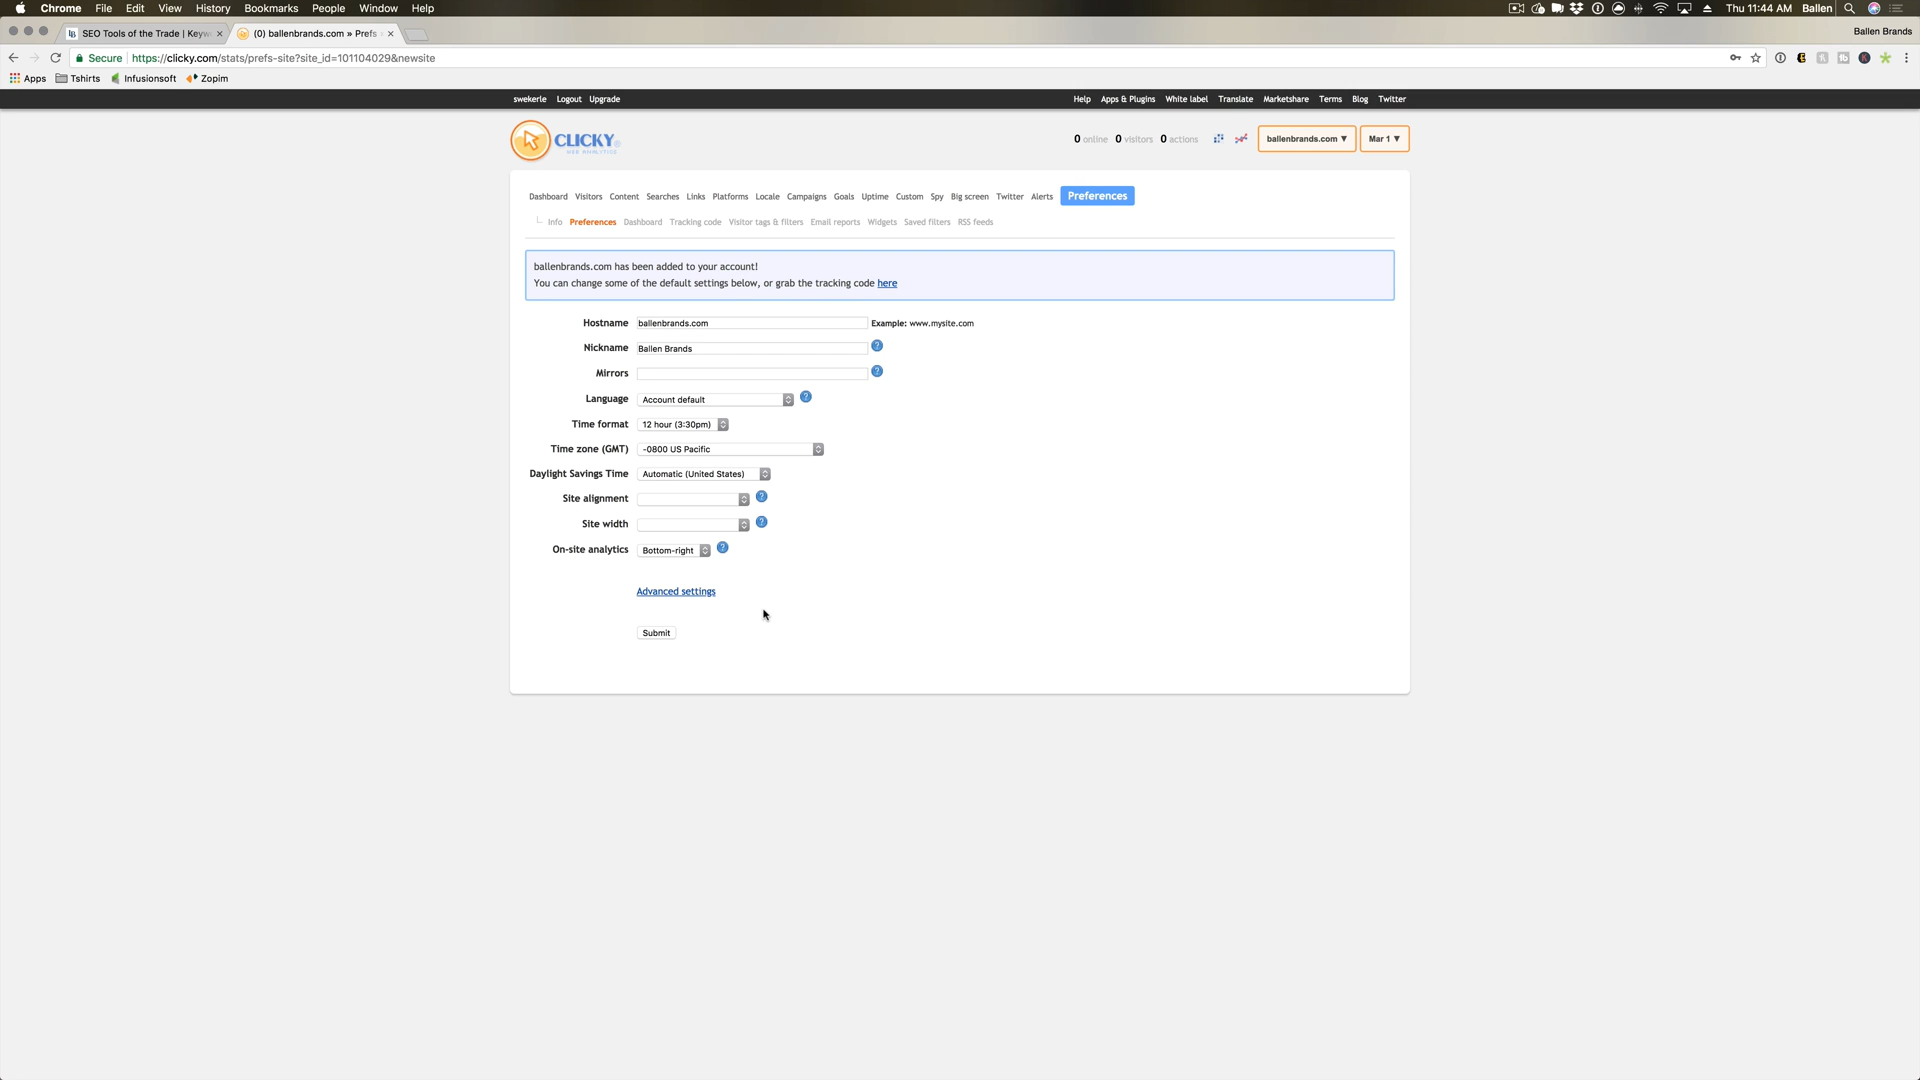 Chrome File Edit View History Bookmarks People Window Help
Thu 11:44 AM Ballen
SEO Tools of the Trade | Keyw
(0) ballenbrands.com » Prefs
Ballen Brands
Secure https://clicky.com/stats/prefs-site?site_id=101104029&newsite
Apps Tshirts Infusionsoft Zopim
swekerle Logout Upgrade
Help Apps & Plugins White label Translate Marketshare Terms Blog Twitter
CLICKY
WEB ANALYTICS
0 online 0 visitors 0 actions
ballenbrands.com ▼ Mar 1 ▼
Dashboard Visitors Content Searches Links Platforms Locale Campaigns Goals Uptime Custom Spy Big screen Twitter Alerts Preferences
Info Preferences Dashboard Tracking code Visitor tags & filters Email reports Widgets Saved filters RSS feeds
ballenbrands.com has been added to your account!
You can change some of the default settings below, or grab the tracking code here
Hostname ballenbrands.com Example: www.mysite.com
Nickname Ballen Brands ?
Mirrors ?
Language Account default ?
Time format 12 hour (3:30pm)
Time zone (GMT) -0800 US Pacific
Daylight Savings Time Automatic (United States)
Site alignment ?
Site width ?
On-site analytics Bottom-right ?
Advanced settings
Submit